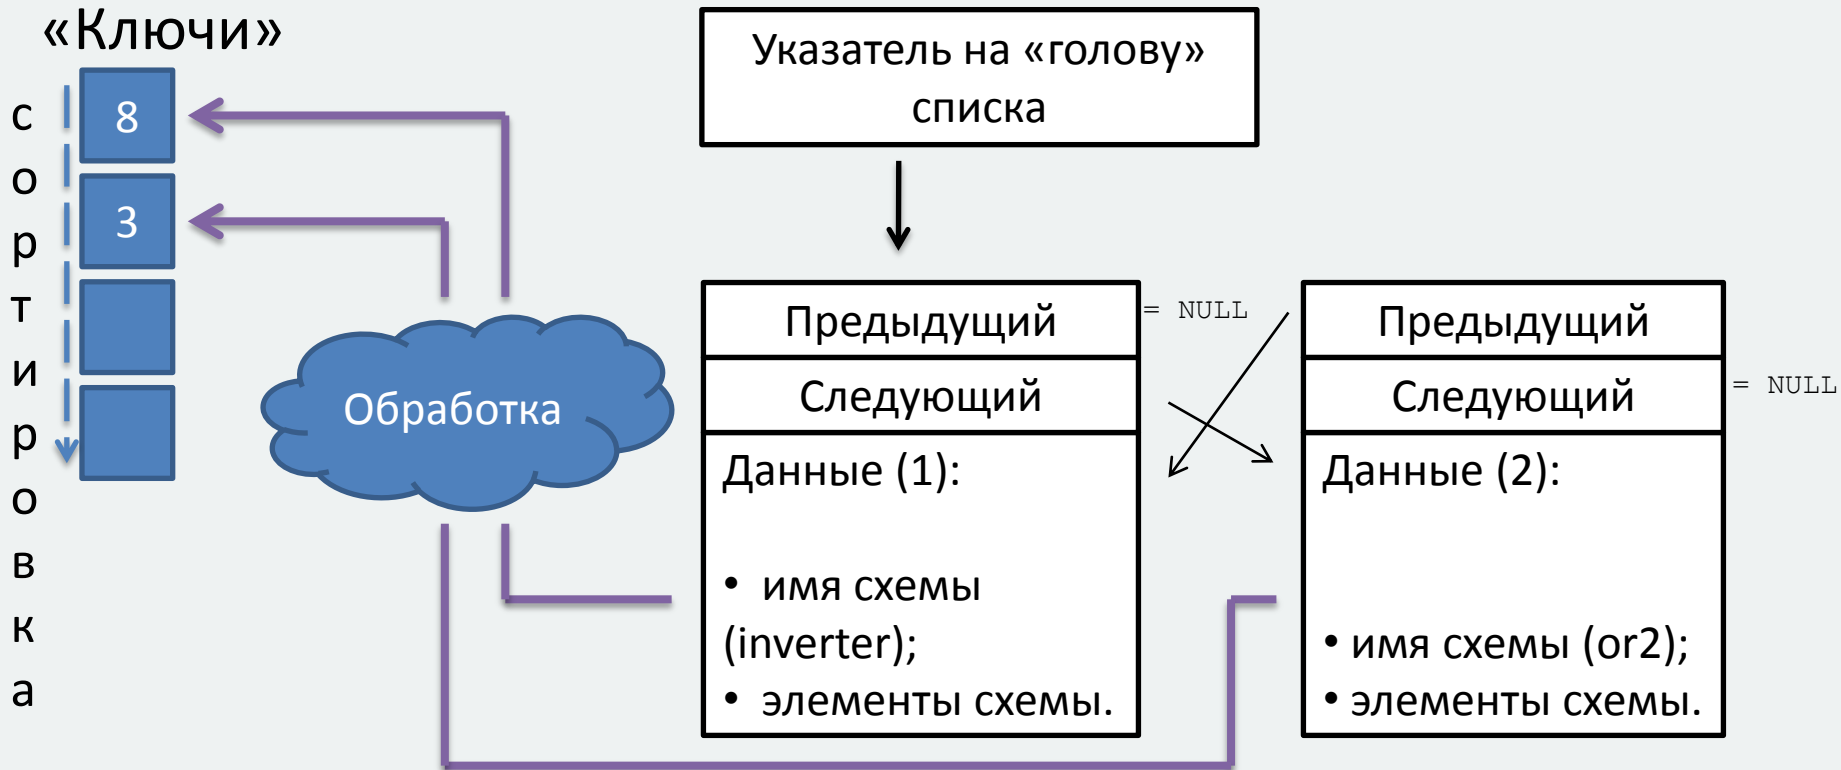 «Ключи»
сортировка
8
3
Обработка
Указатель на «голову»
списка
Предыдущий
= NULL
Следующий
Данные (1):
• имя схемы
(inverter);
• элементы схемы.
Предыдущий
Следующий
= NULL
Данные (2):
• имя схемы (or2);
• элементы схемы.